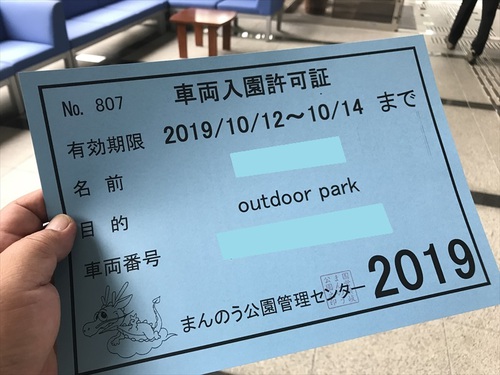 No. 807
車両入園許可証
有効期限 2019/10/12～10/14 まで
名前
目的 outdoor park
車両番号
まんのう公園管理センター
2019